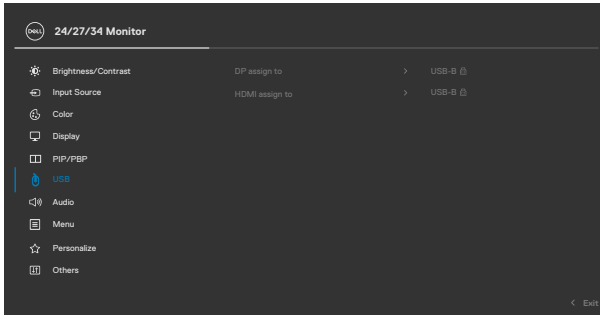 DELL 24/27/34 Monitor
Brightness/Contrast DP assign to > USB-B
Input Source HDMI assign to > USB-B
Color
Display
PIP/PBP
USB
Audio
Menu
Personalize
Others
< Exit